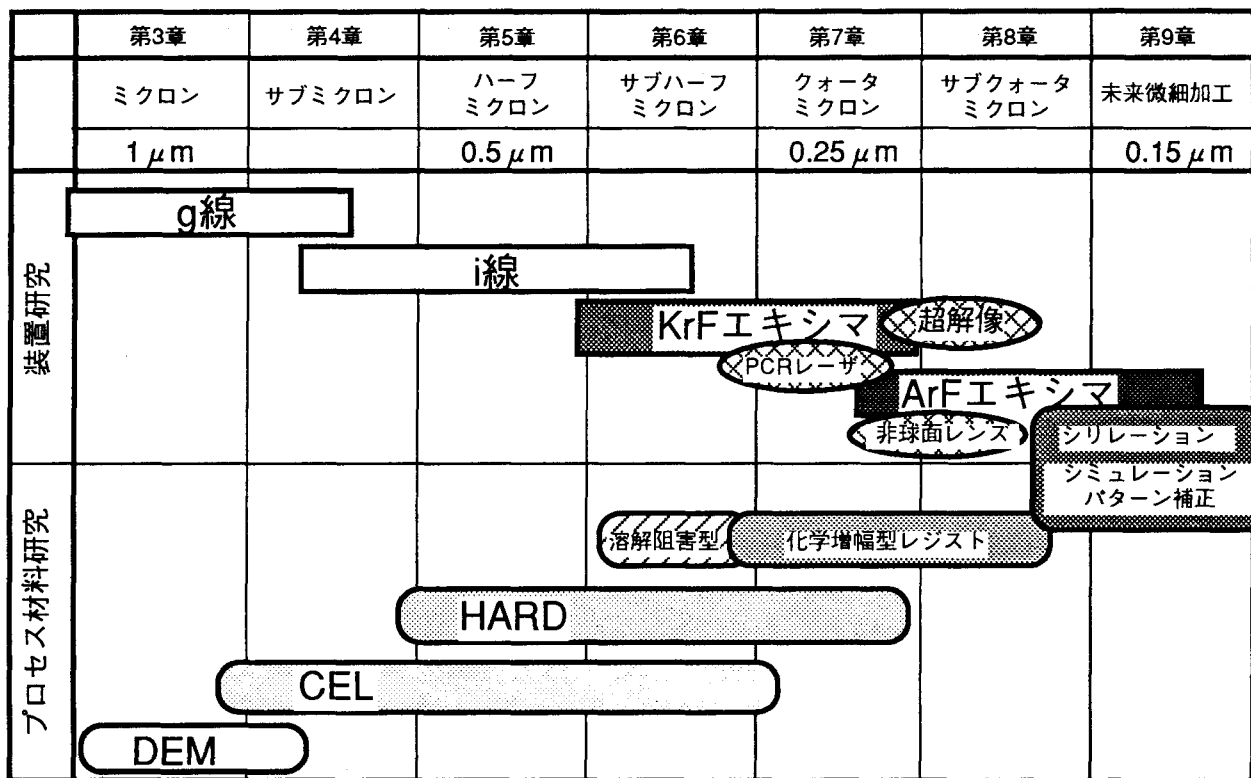 第3章 第4章 第5章 第6章 第7章 第8章 第9章
ミクロン サブミクロン ハーフ サブハーフ クォータ サブクォータ 未来微細加工
ミクロン ミクロン ミクロン ミクロン
1μm 0.5μm 0.25μm 0.15μm
装置研究
g線
i線
KrFエキシマ 超解像
PCRレーザ
ArFエキシマ
非球面レンズ シリレーション
シミュレーション
パターン補正
プロセス材料研究
溶解阻害型 化学増幅型レジスト
HARD
CEL
DEM